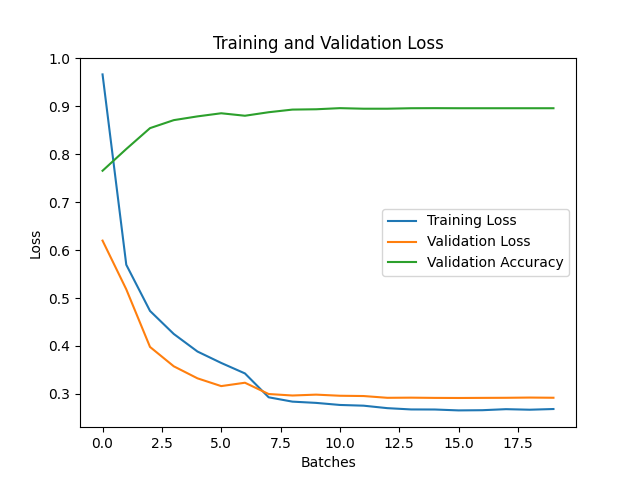 Training and Validation Loss
1.0
0.9
0.8
0.7
0.6
0.5
0.4
0.3
Loss
Training Loss
Validation Loss
Validation Accuracy
0.0 2.5 5.0 7.5 10.0 12.5 15.0 17.5
Batches